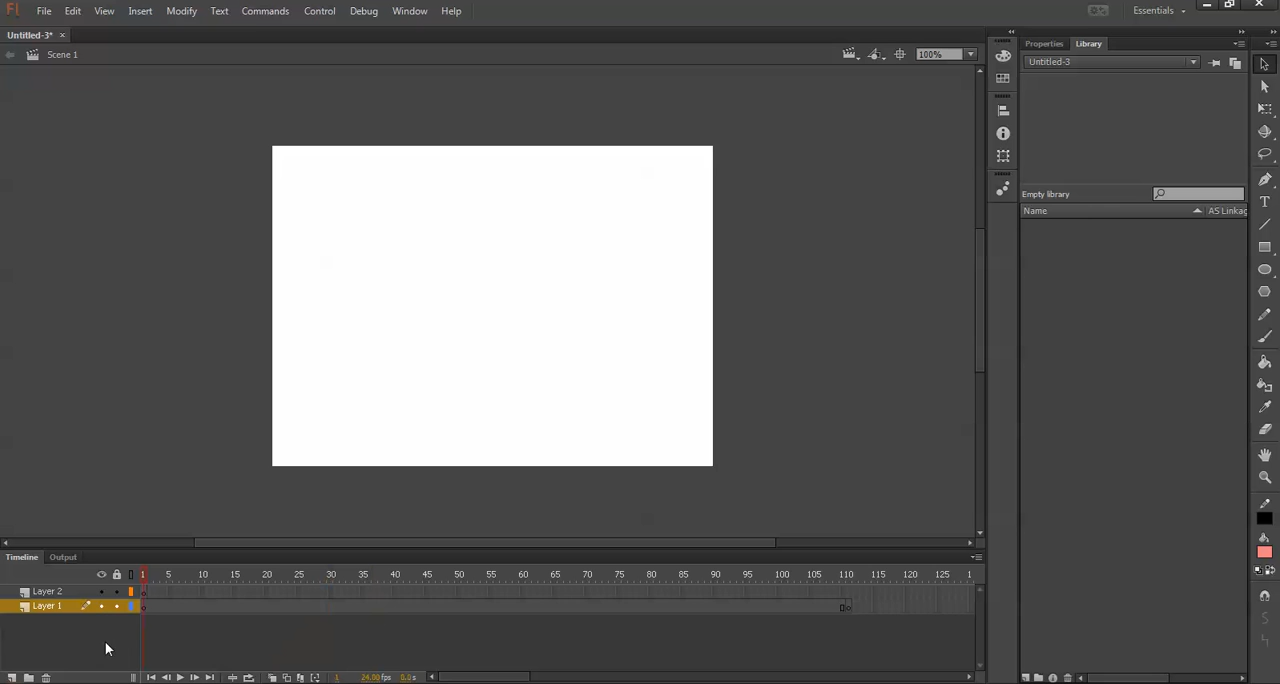 Fl File Edit View Insert Modify Text Commands Control Debug Window Help Essentials
Untitled-3* x
Scene 1 100%
Properties Library
Untitled-3
Empty library
Name AS Linkag
Timeline Output
1 5 10 15 20 25 30 35 40 45 50 55 60 65 70 75 80 85 90 95 100 105 110 115 120 125 1
Layer 2
Layer 1
1 24.00 fps 0.0 s
T